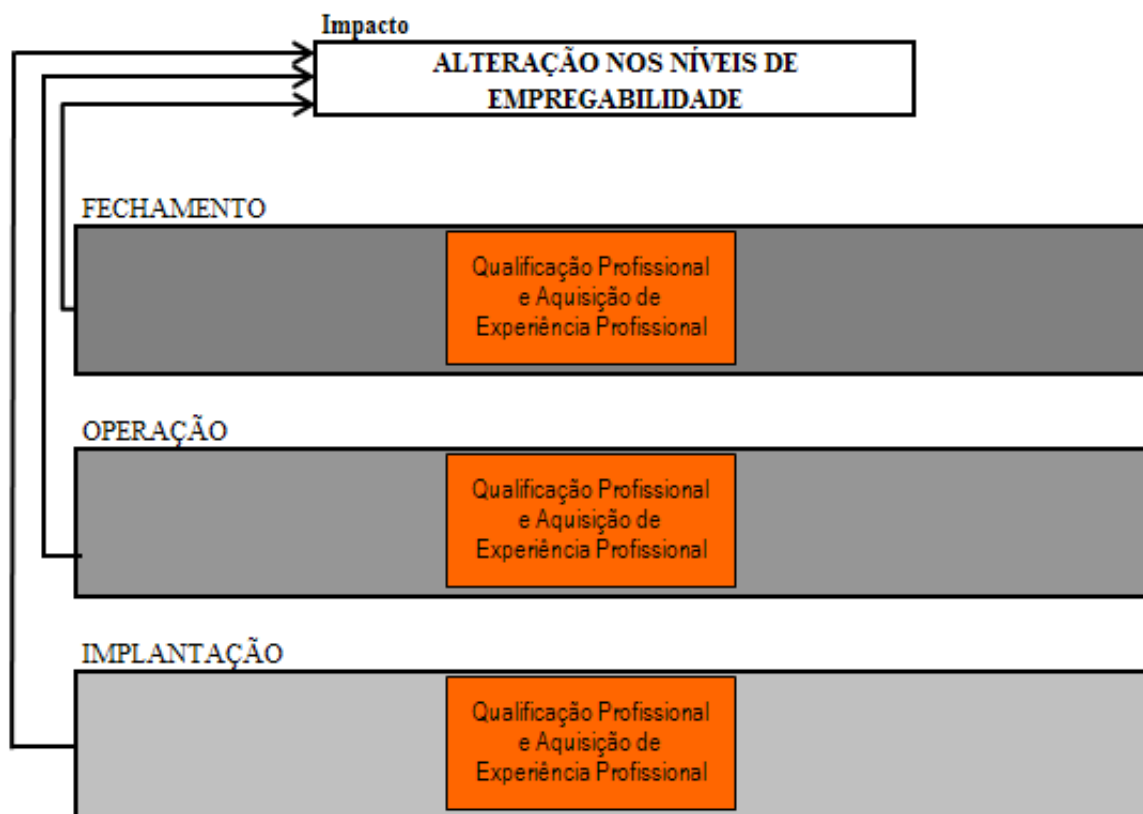 Impacto
ALTERAÇÃO NOS NÍVEIS DE
EMPREGABILIDADE
FECHAMENTO
Qualificação Profissional
e Aquisição de
Experiência Profissional
OPERAÇÃO
Qualificação Profissional
e Aquisição de
Experiência Profissional
IMPLANTAÇÃO
Qualificação Profissional
e Aquisição de
Experiência Profissional